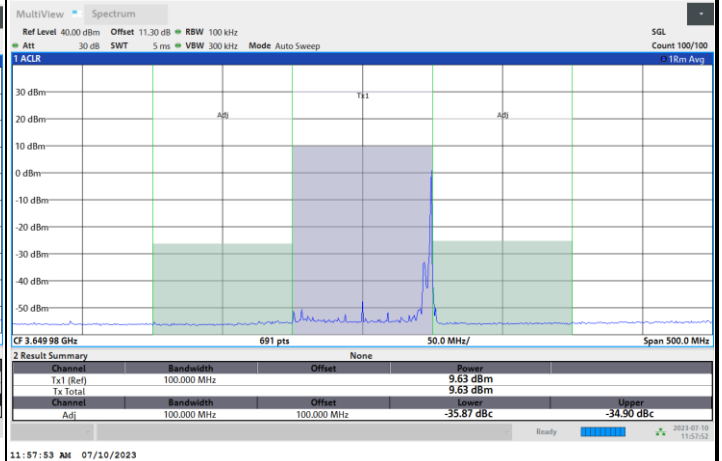 MultiView Spectrum
Ref Level 40.00 dBm Offset 11.30 dB RBW 100 kHz SGL
Att 30 dB SWT 5 ms VBW 300 kHz Mode Auto Sweep Count 100/100
1 ACLR 1Rm Avg
30 dBm
Tx1
20 dBm Adj Adj
10 dBm
0 dBm
-10 dBm
-20 dBm
-30 dBm
-40 dBm
-50 dBm
CF 3.649 98 GHz 691 pts 50.0 MHz/ Span 500.0 MHz
2 Result Summary None
Channel Bandwidth Offset Power
Tx1 (Ref) 100.000 MHz 9.63 dBm
Tx Total 9.63 dBm
Channel Bandwidth Offset Lower Upper
Adj 100.000 MHz 100.000 MHz -35.87 dBc -34.90 dBc
Ready 2023-07-10
11:57:52
11:57:53 AM 07/10/2023